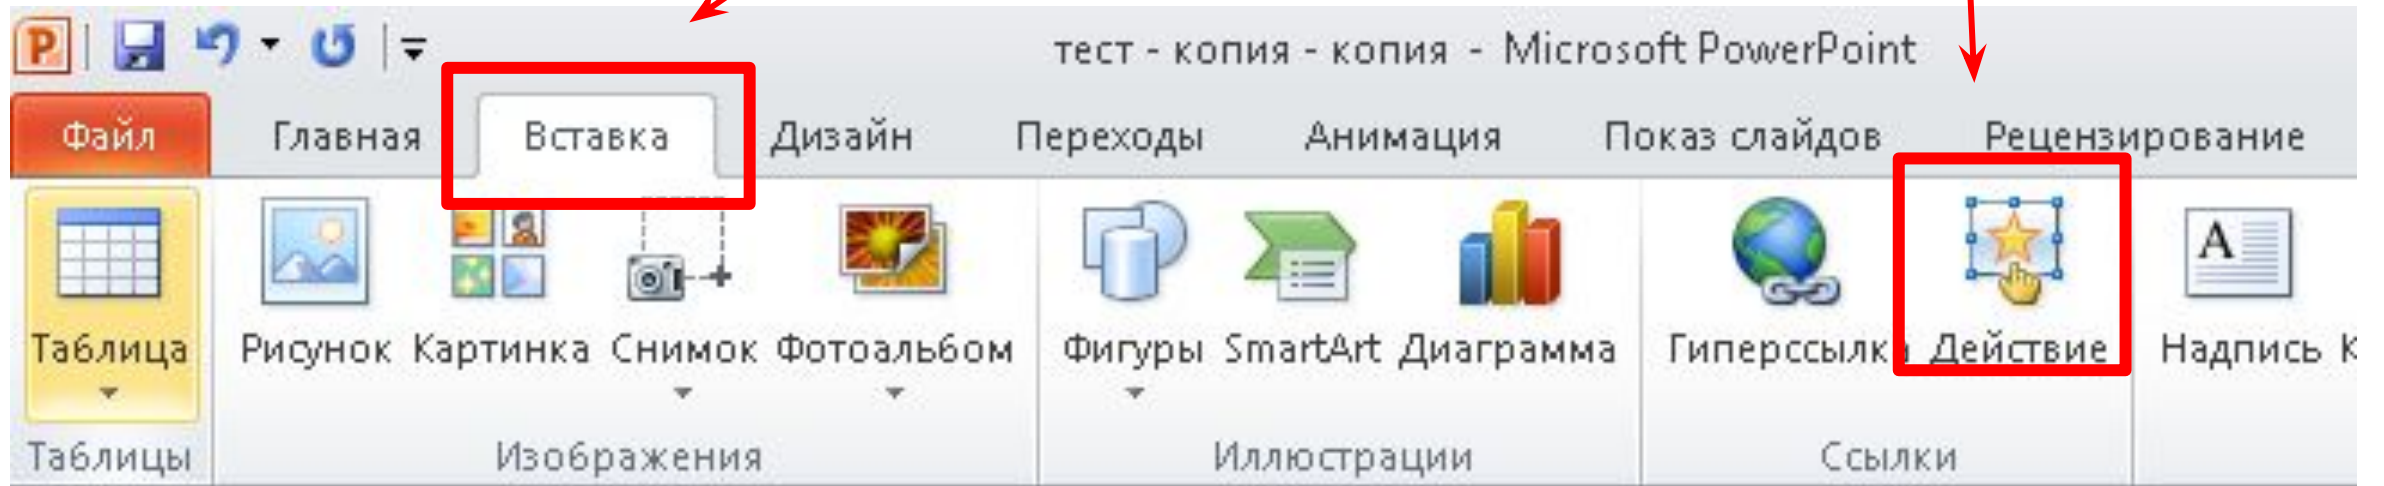 тест - копия - копия - Microsoft PowerPoint
Файл Главная Вставка Дизайн Переходы Анимация Показ слайдов Рецензирование
Таблица Рисунок Картинка Снимок Фотоальбом Фигуры SmartArt Диаграмма Гиперссылка Действие Надпись К
Таблицы Изображения Иллюстрации Ссылки